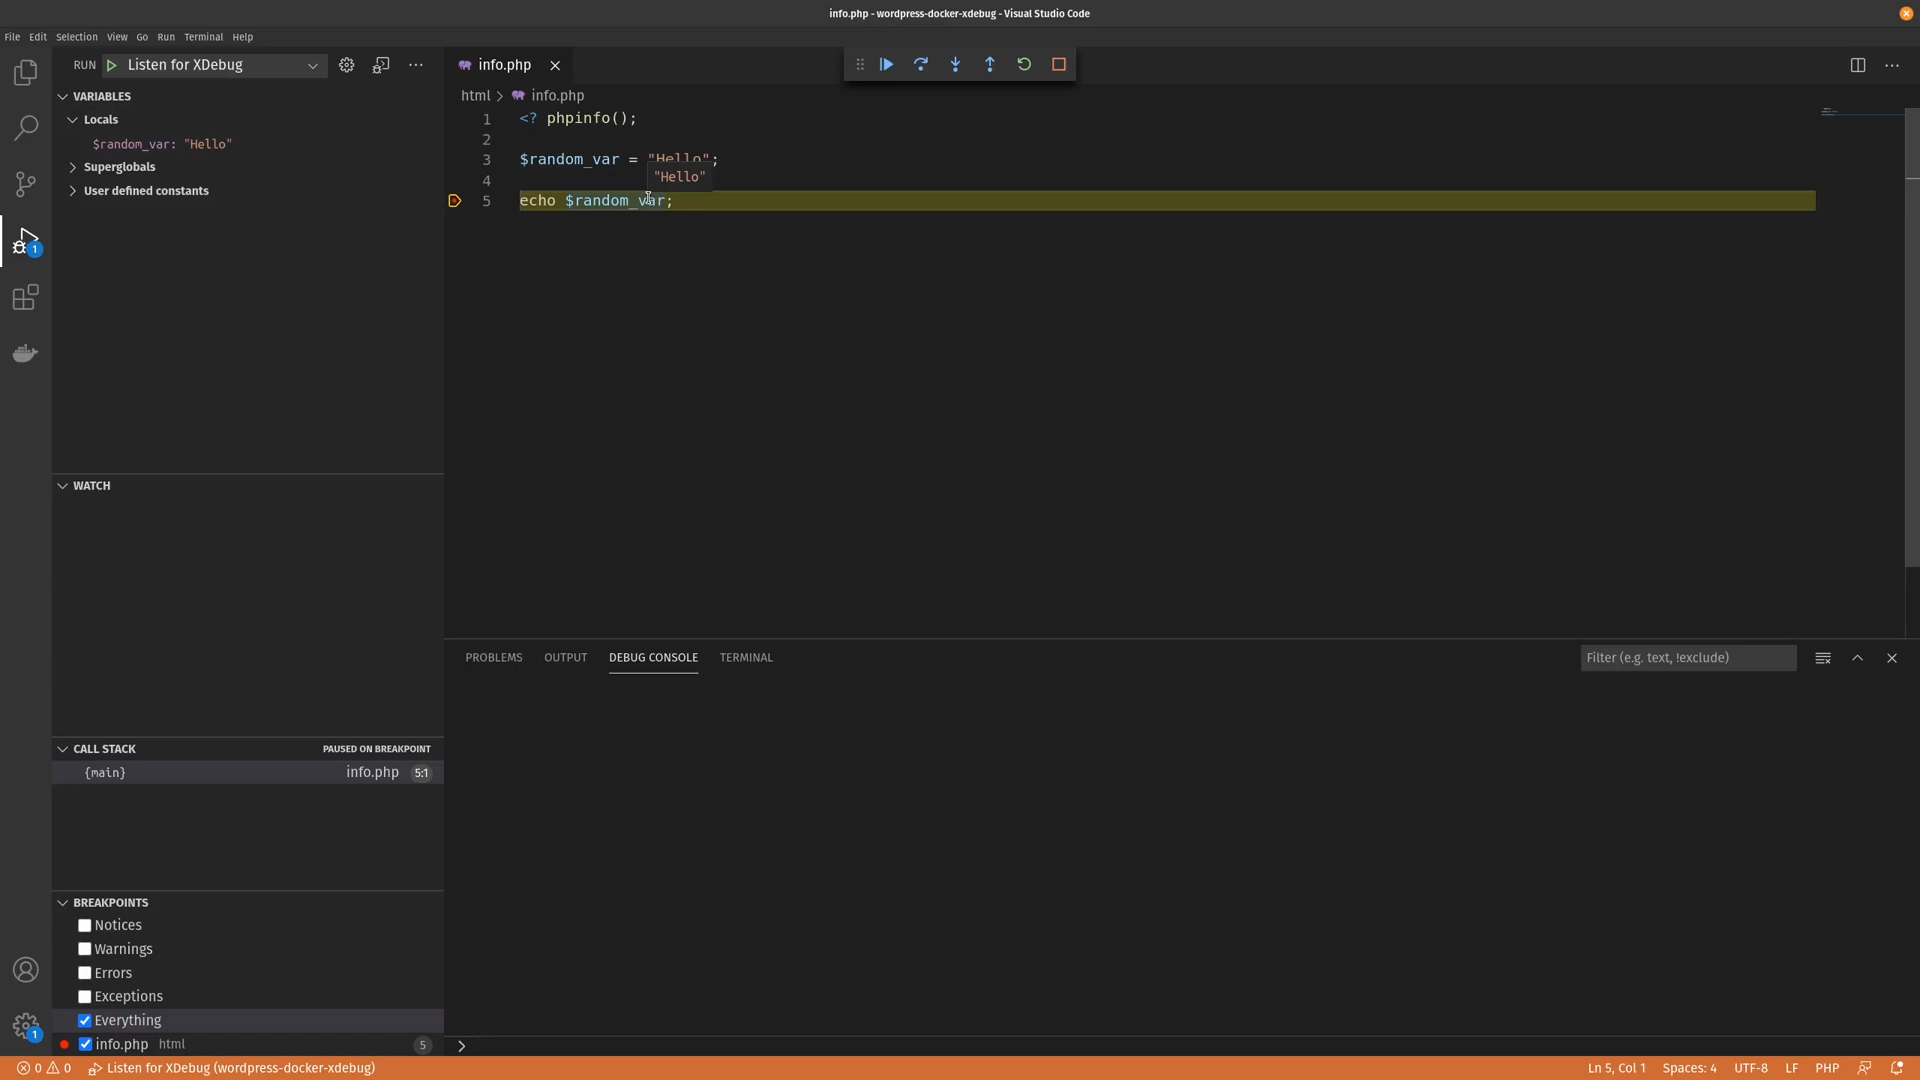 info.php - wordpress-docker-xdebug - Visual Studio Code
File Edit Selection View Go Run Terminal Help
RUN Listen for XDebug
info.php
VARIABLES
Locals
$random_var: "Hello"
Superglobals
User defined constants
html > info.php
1 <? phpinfo();
2
3 $random_var = "Hello";
"Hello"
4
5 echo $random_var;
1
WATCH
PROBLEMS OUTPUT DEBUG CONSOLE TERMINAL
Filter (e.g. text, !exclude)
CALL STACK PAUSED ON BREAKPOINT
{main} info.php 5:1
BREAKPOINTS
Notices
Warnings
Errors
Exceptions
Everything
info.php html 5
1
>
0 0 Listen for XDebug (wordpress-docker-xdebug)
Ln 5, Col 1 Spaces: 4 UTF-8 LF PHP